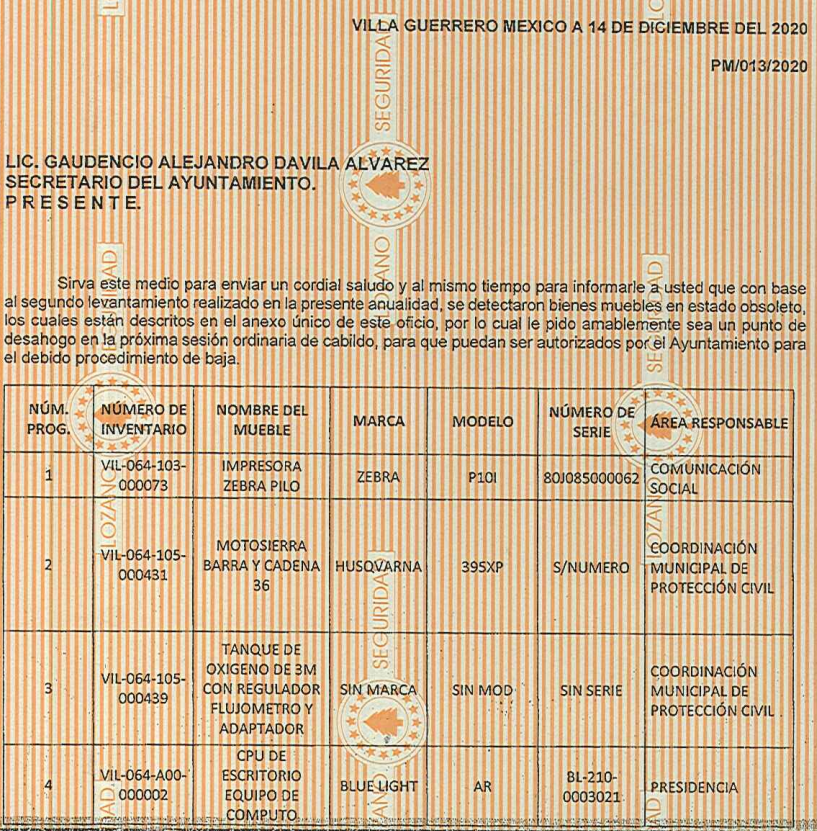 VILLA GUERRERO MEXICO A 14 DE DICIEMBRE DEL 2020
PM/013/2020
LIC. GAUDENCIO ALEJANDRO DAVILA ALVAREZ
SECRETARIO DEL AYUNTAMIENTO.
P R E S E N T E.
Sirva este medio para enviar un cordial saludo y al mismo tiempo para informarle a usted que con base
al segundo levantamiento realizado en la presente anualidad, se detectaron bienes muebles en estado obsoleto,
los cuales están descritos en el anexo único de este oficio, por lo cual le pido amablemente sea un punto de
desahogo en la próxima sesión ordinaria de cabildo, para que puedan ser autorizados por el Ayuntamiento para
el debido procedimiento de baja.
NÚM. PROG. NÚMERO DE INVENTARIO NOMBRE DEL MUEBLE MARCA MODELO NÚMERO DE SERIE ÁREA RESPONSABLE
1 VIL-064-103-000073 IMPRESORA ZEBRA PILO ZEBRA P10I 80J085000062 COMUNICACIÓN SOCIAL
2 VIL-064-105-000431 MOTOSIERRA BARRA Y CADENA 36 HUSQVARNA 395XP S/NUMERO COORDINACIÓN MUNICIPAL DE PROTECCIÓN CIVIL
3 VIL-064-105-000439 TANQUE DE OXIGENO DE 3M CON REGULADOR FLUJOMETRO Y ADAPTADOR SIN MARCA SIN MOD SIN SERIE COORDINACIÓN MUNICIPAL DE PROTECCIÓN CIVIL
4 VIL-064-A00-000002 CPU DE ESCRITORIO EQUIPO DE COMPUTO. BLUE LIGHT AR BL-210-0003021 PRESIDENCIA
SEGURIDAD
LOZANO
SEGURIDAD
LOZANO
SEGURIDAD